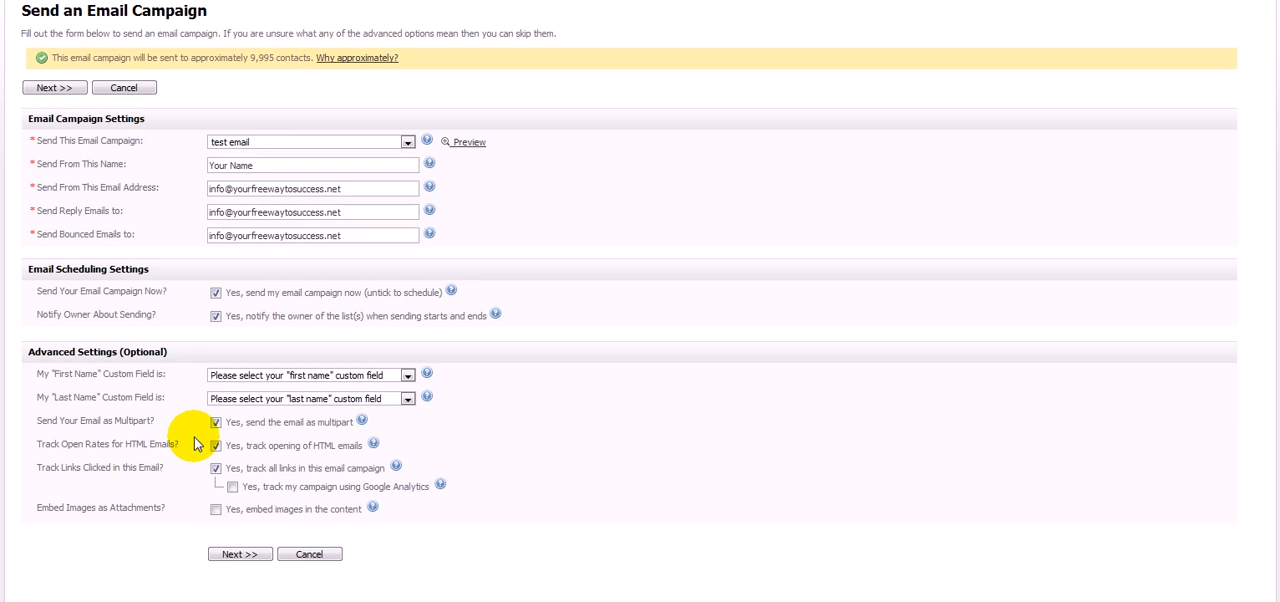 Send an Email Campaign
Fill out the form below to send an email campaign. If you are unsure what any of the advanced options mean then you can skip them.
This email campaign will be sent to approximately 9,995 contacts. Why approximately?
Next >> Cancel
Email Campaign Settings
* Send This Email Campaign: test email Preview
* Send From This Name: Your Name
* Send From This Email Address: info@yourfreewaytosuccess.net
* Send Reply Emails to: info@yourfreewaytosuccess.net
* Send Bounced Emails to: info@yourfreewaytosuccess.net
Email Scheduling Settings
Send Your Email Campaign Now? Yes, send my email campaign now (untick to schedule)
Notify Owner About Sending? Yes, notify the owner of the list(s) when sending starts and ends
Advanced Settings (Optional)
My "First Name" Custom Field is: Please select your "first name" custom field
My "Last Name" Custom Field is: Please select your "last name" custom field
Send Your Email as Multipart? Yes, send the email as multipart
Track Open Rates for HTML Emails? Yes, track opening of HTML emails
Track Links Clicked in this Email? Yes, track all links in this email campaign
Yes, track my campaign using Google Analytics
Embed Images as Attachments? Yes, embed images in the content
Next >> Cancel